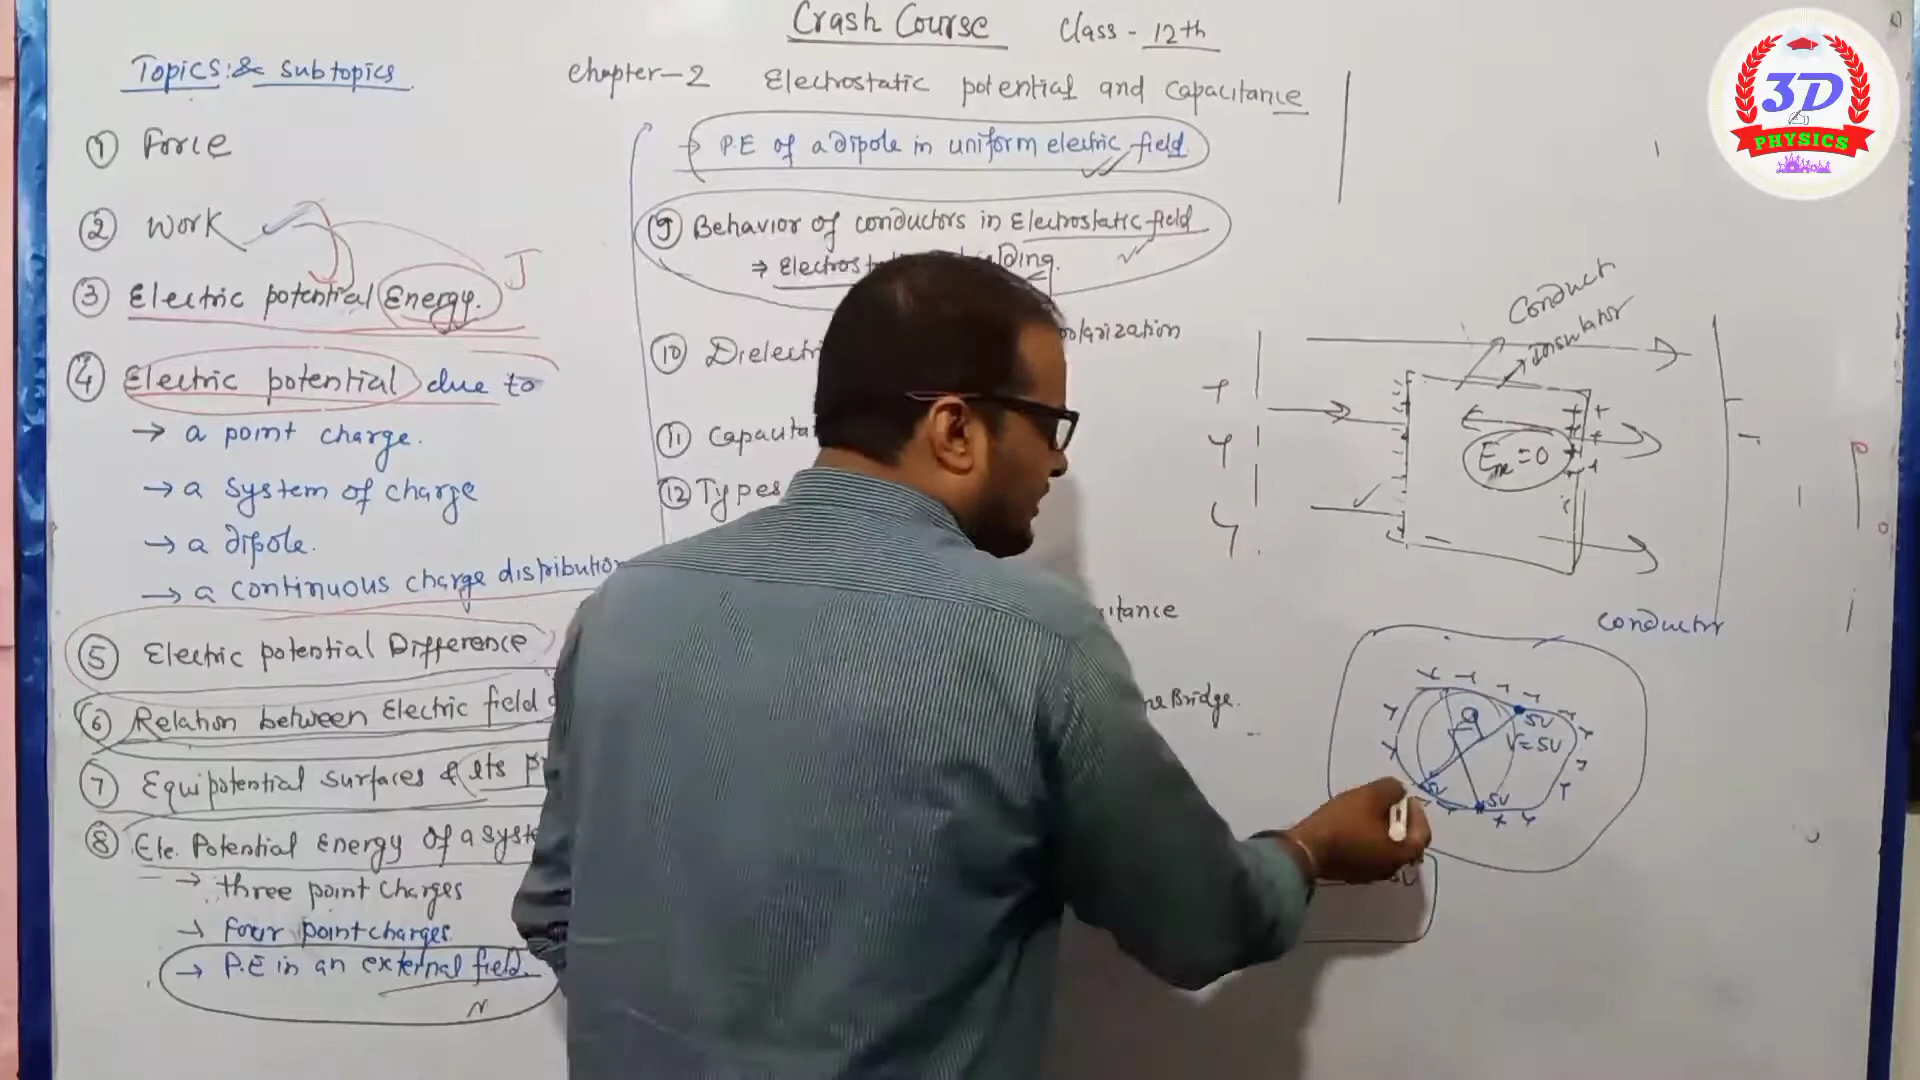 Crash Course Class - 12th
Topics: & subtopics
Chapter-2 Electrostatic potential and capacitance
① Force
② Work
③ Electric potential Energy. J
④ Electric potential due to
→ a point charge.
→ a system of charge
→ a dipole.
→ a continuous charge distribution
⑤ Electric potential Difference
⑥ Relation between Electric field
⑦ Equipotential surfaces & its
⑧ Ele. Potential Energy of a syste
→ three point charges
→ four point charges.
→ P.E in an external field.
→ P.E of a dipole in uniform electric field
⑨ Behavior of conductors in Electrostatic field
⇒ Electros lding.
⑩ Dielectri olarization
⑪ Capacita
⑫ Types
itance
ne Bridge.
Conduct
insulator
E =0
conductor
5V
V=5V
5V
5V
3D
PHYSICS